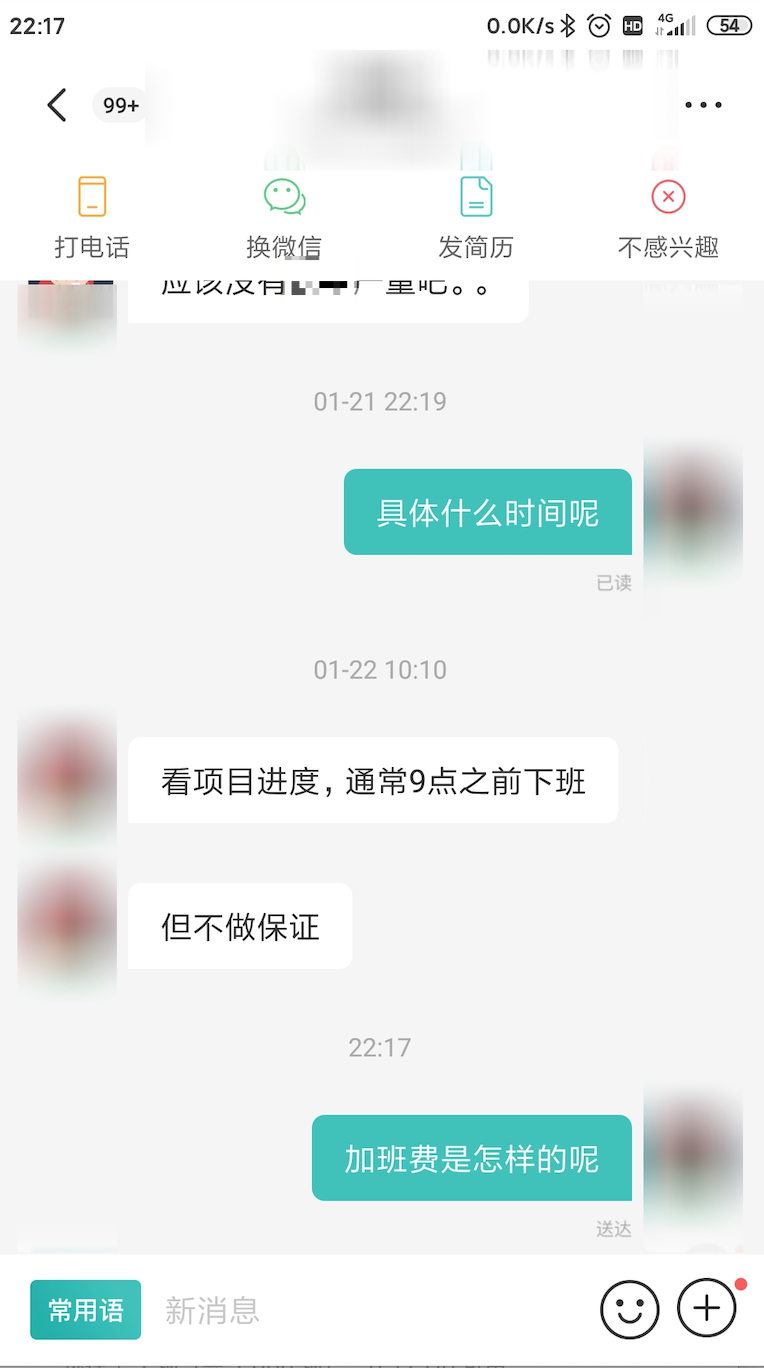 22:17
0.0K/s
HD
4G
54
99+
打电话
换微信
发简历
不感兴趣
应该没有
严重吧。。
01-21 22:19
具体什么时间呢
已读
01-22 10:10
看项目进度，通常9点之前下班
但不做保证
22:17
加班费是怎样的呢
送达
常用语
新消息